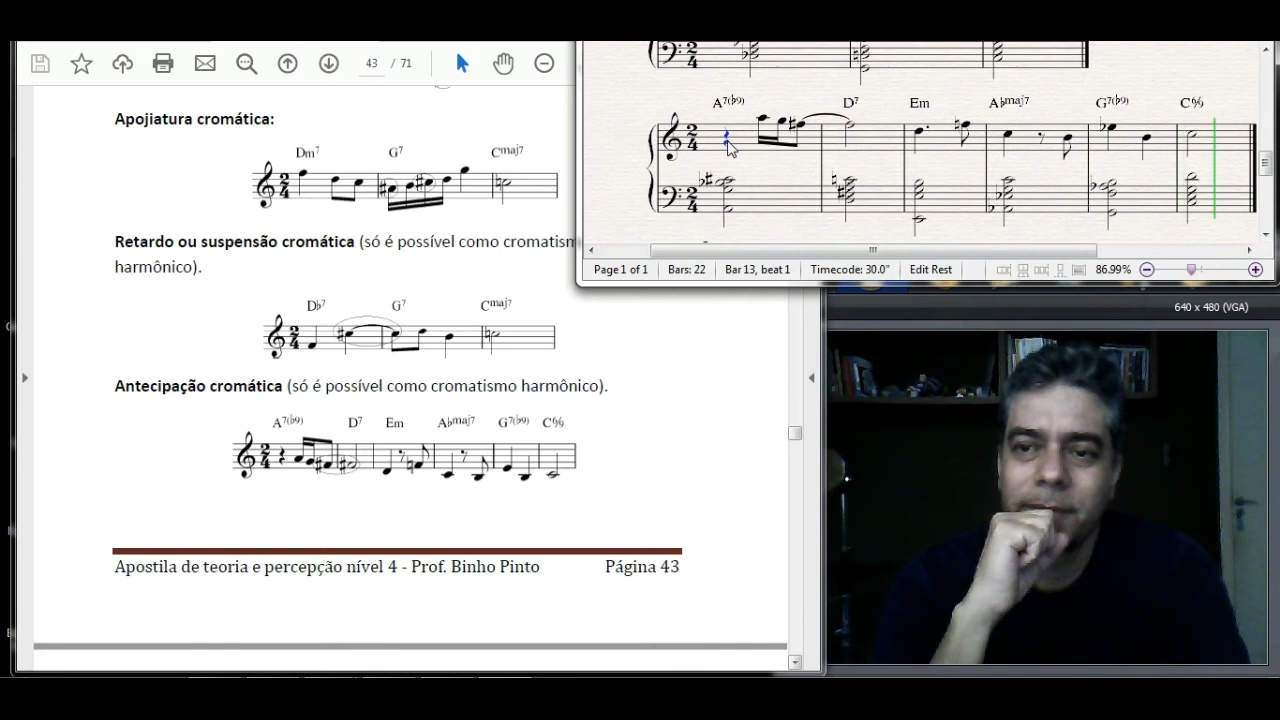 43 / 71
Apojiatura cromática:
Dm7 G7 Cmaj7
Retardo ou suspensão cromática (só é possível como cromatism
harmônico).
Db7 G7 Cmaj7
Antecipação cromática (só é possível como cromatismo harmônico).
A7(b9) D7 Em Abmaj7 G7(b9) C6/9
Apostila de teoria e percepção nível 4 - Prof. Binho Pinto Página 43
A7(b9) D7 Em Abmaj7 G7(b9) C6/9
Page 1 of 1 Bars: 22 Bar 13, beat 1 Timecode: 30.0" Edit Rest 86.99%
640 x 480 (VGA)